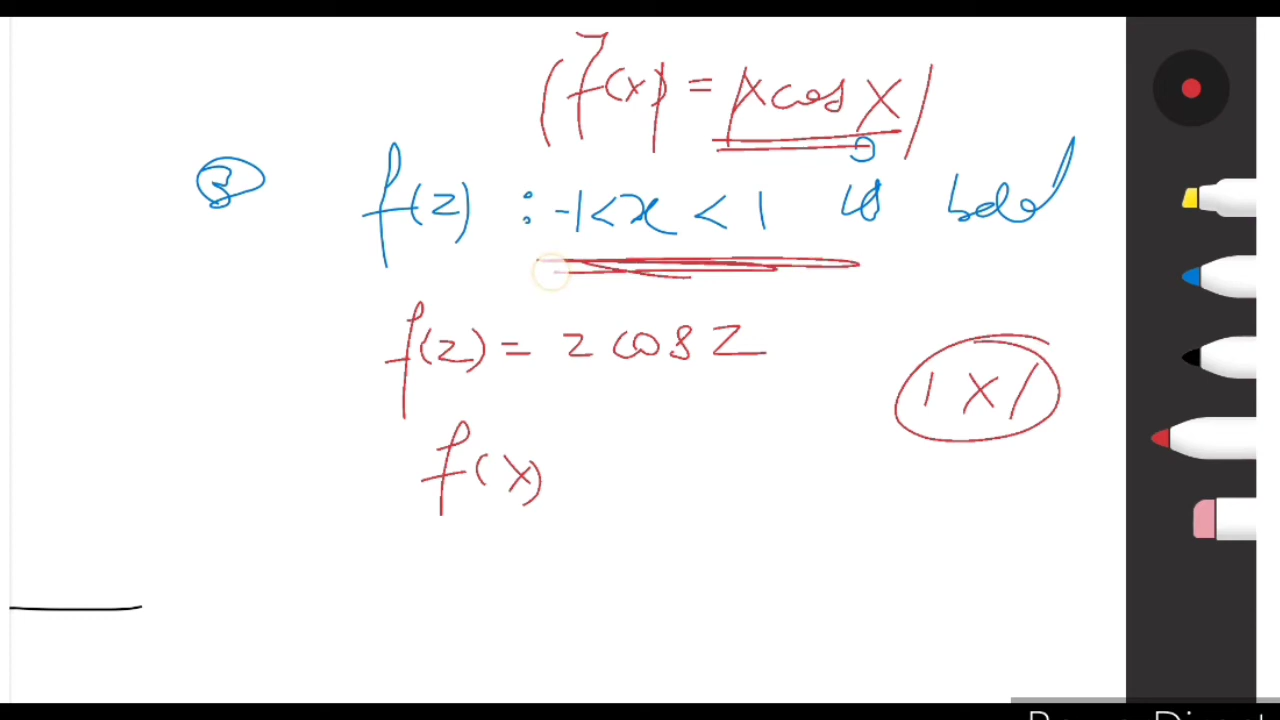 |f(x)| = |x cos x|
③ f(z) : -1 < x < 1 is bdd
f(z) = z cos z
|x|
f(x)